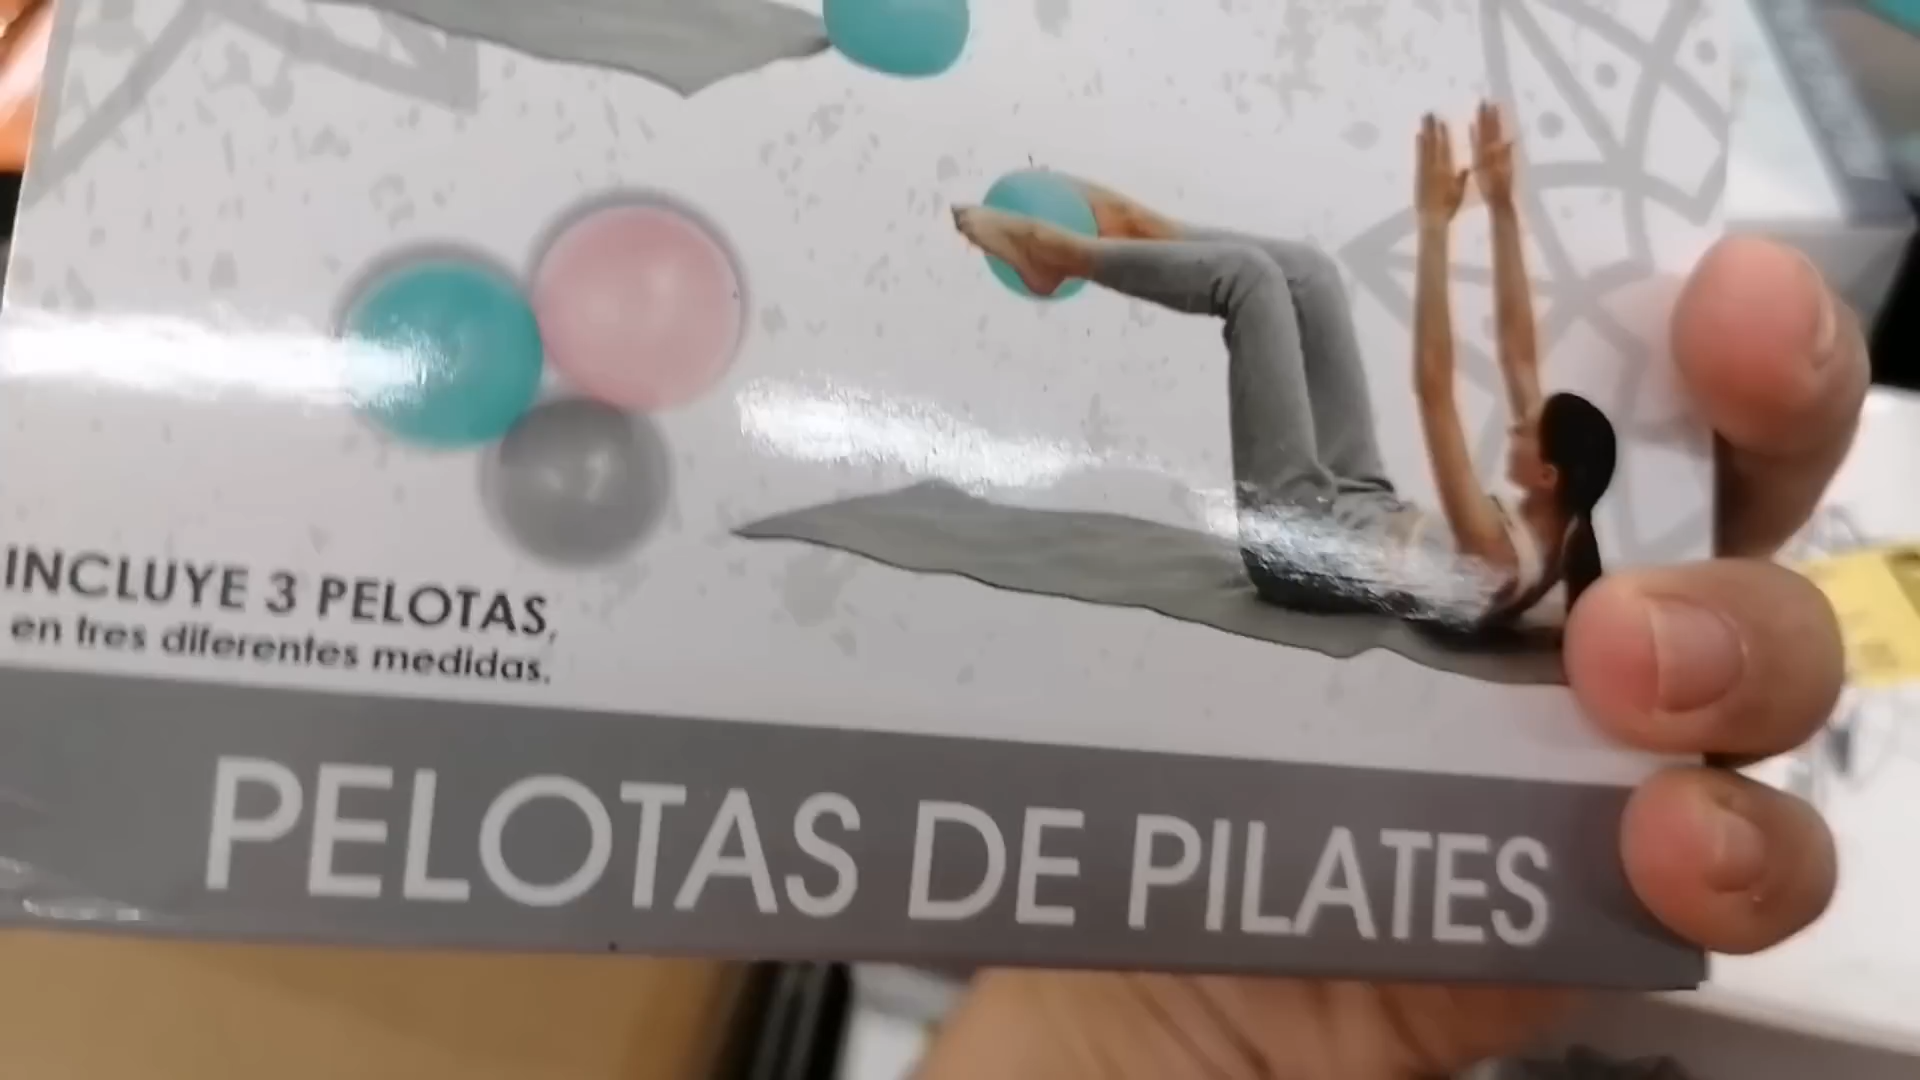 INCLUYE 3 PELOTAS,
en tres diferentes medidas.
PELOTAS DE PILATES